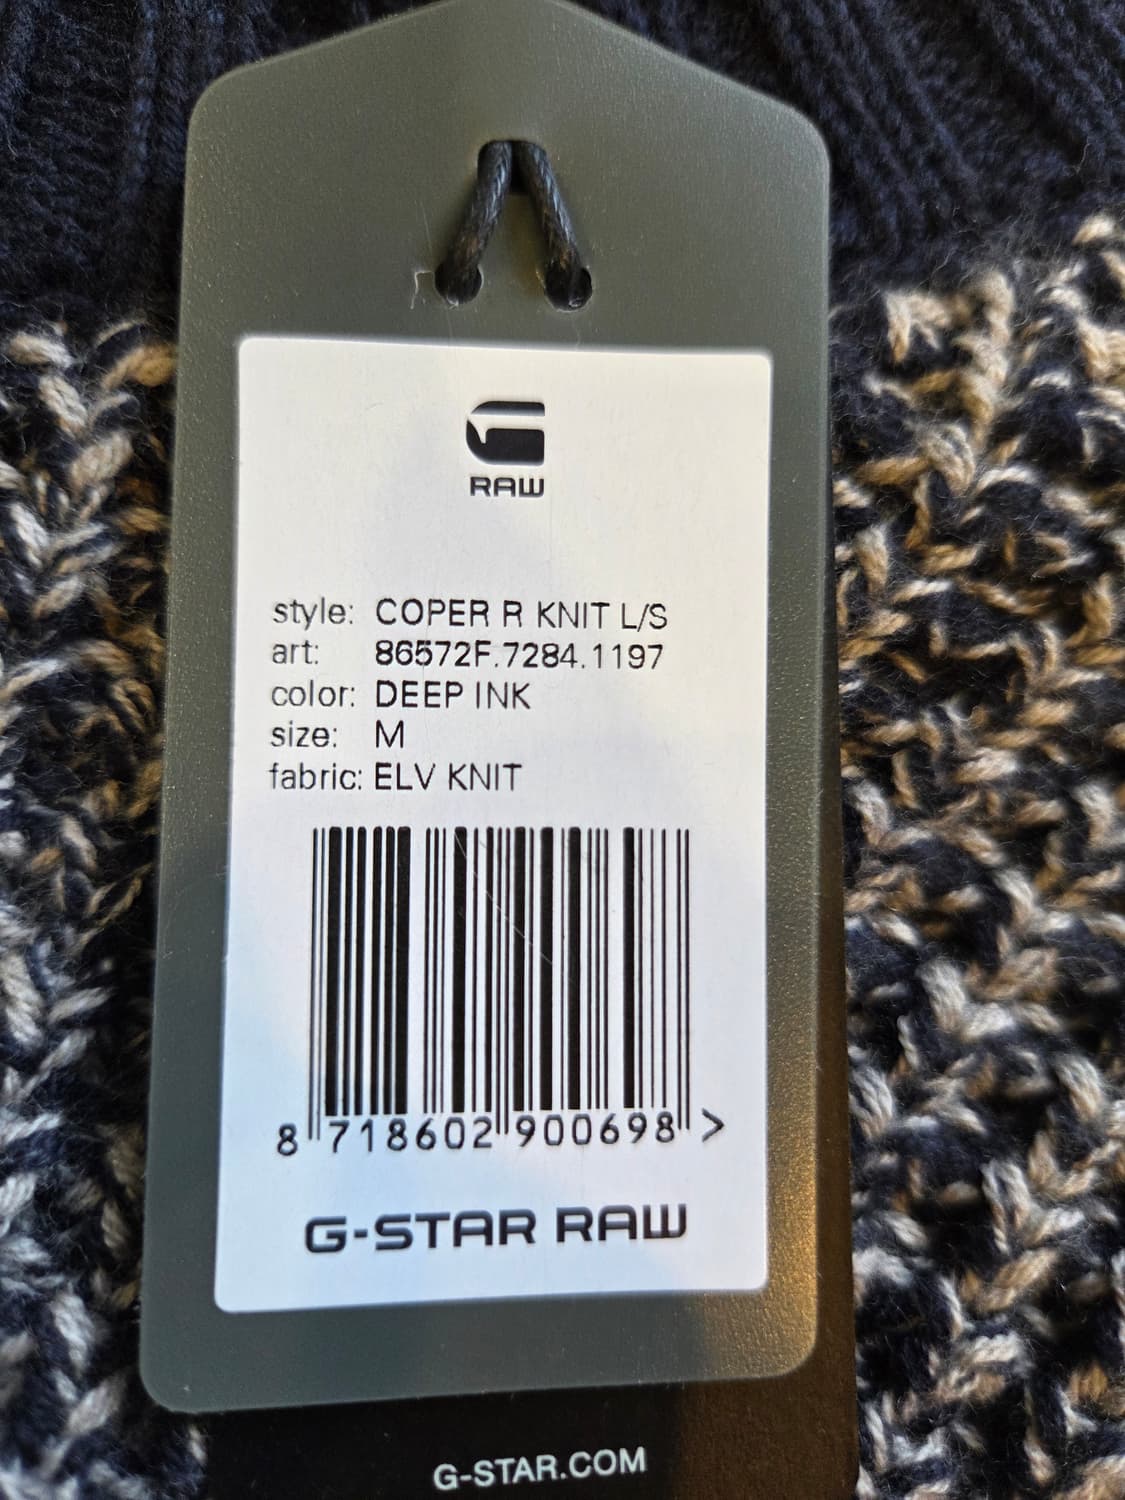 RAW
style: COPER R KNIT L/S
art: 86572F.7284.1197
color: DEEP INK
size: M
fabric: ELV KNIT
8 718602 900698 >
G-STAR RAW
G-STAR.COM